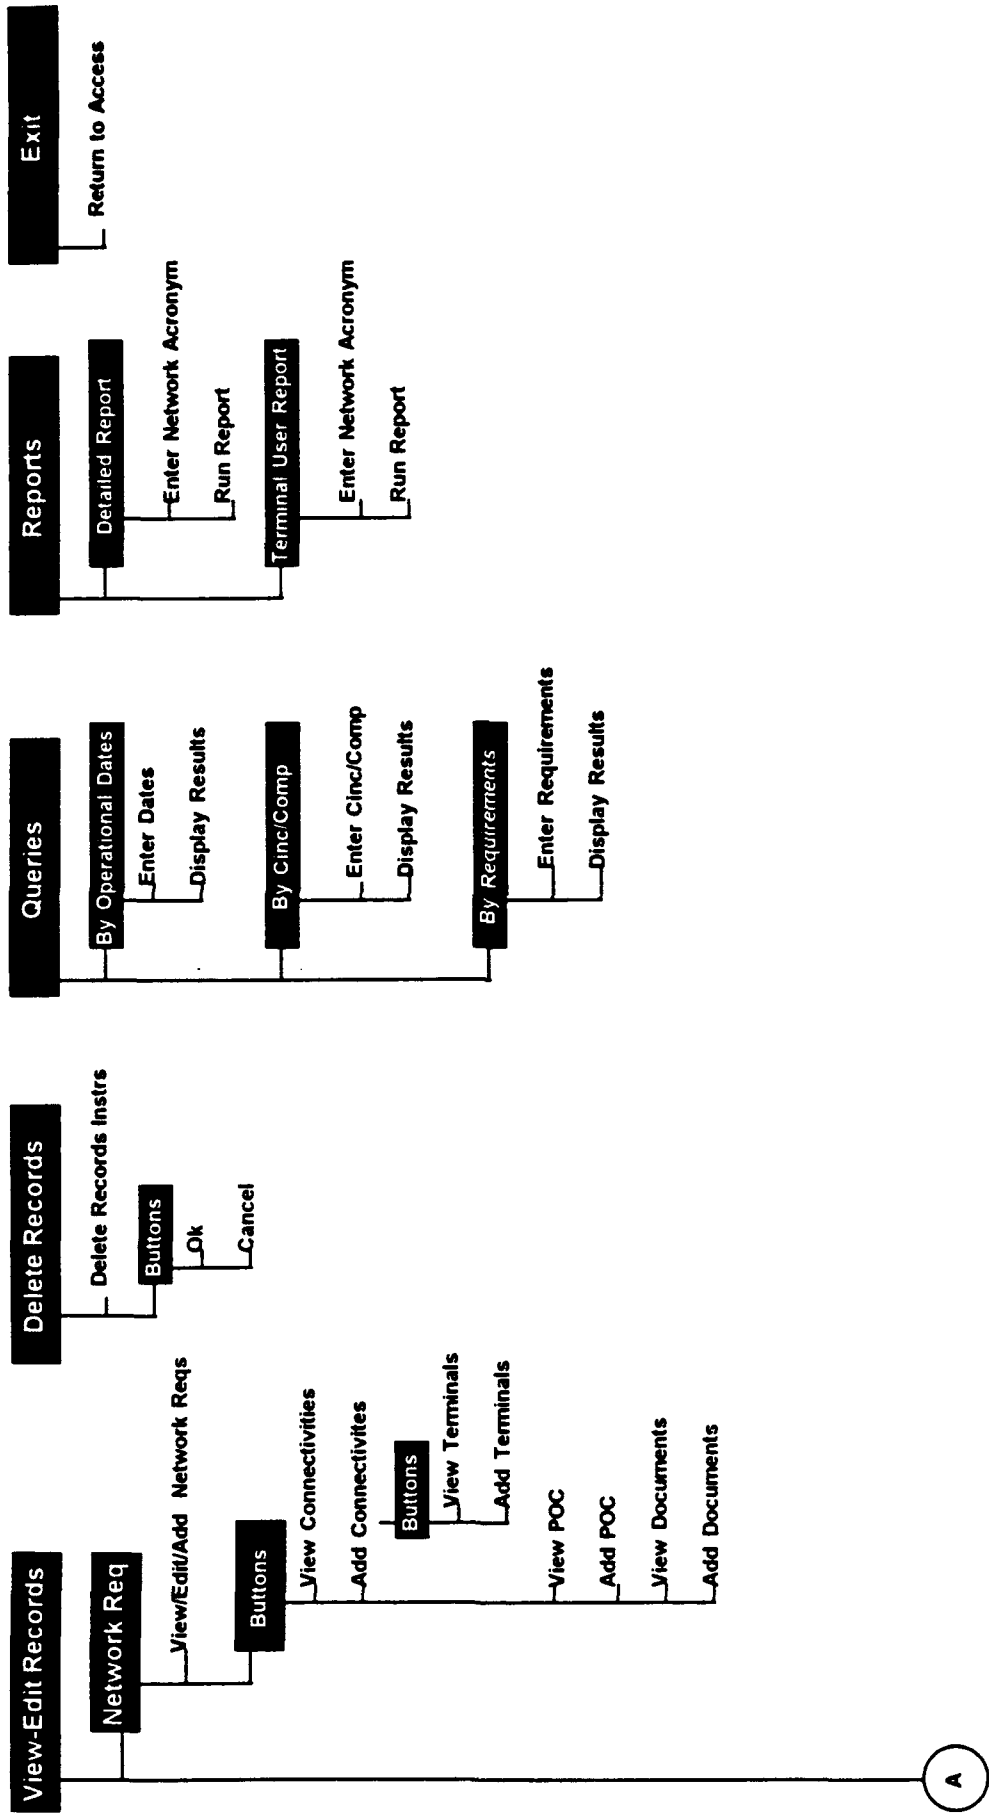 View-Edit Records
Network Req
View/Edit/Add Network Reqs
Buttons
View Connectivities
Add Connectivites
Buttons
View Terminals
Add Terminals
View POC
Add POC
View Documents
Add Documents
A
Delete Records
Delete Records Instrs
Buttons
Ok
Cancel
Queries
By Operational Dates
Enter Dates
Display Results
By Cinc/Comp
Enter Cinc/Comp
Display Results
By Requirements
Enter Requirements
Display Results
Reports
Detailed Report
Enter Network Acronym
Run Report
Terminal User Report
Enter Network Acronym
Run Report
Exit
Return to Access